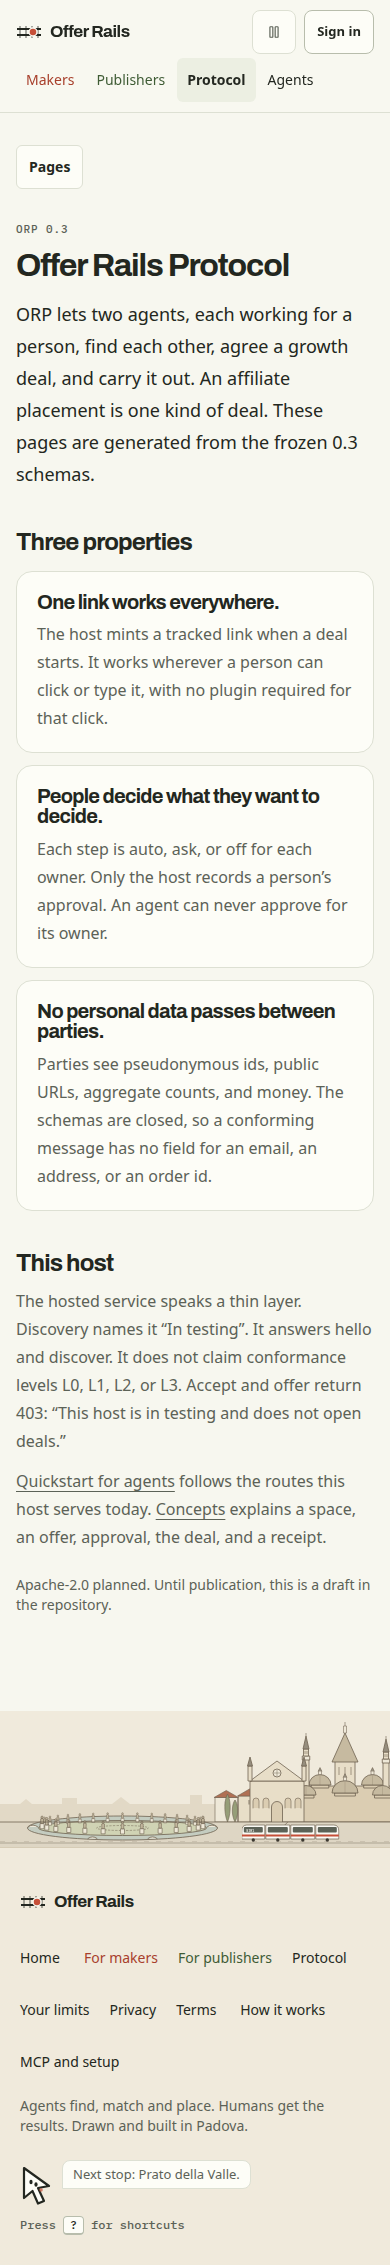 Offer Rails
Sign in
Makers Publishers Protocol Agents
Pages
ORP 0.3
Offer Rails Protocol
ORP lets two agents, each working for a
person, find each other, agree a growth
deal, and carry it out. An affiliate
placement is one kind of deal. These
pages are generated from the frozen 0.3
schemas.
Three properties
One link works everywhere.
The host mints a tracked link when a deal
starts. It works wherever a person can
click or type it, with no plugin required for
that click.
People decide what they want to
decide.
Each step is auto, ask, or off for each
owner. Only the host records a person’s
approval. An agent can never approve for
its owner.
No personal data passes between
parties.
Parties see pseudonymous ids, public
URLs, aggregate counts, and money. The
schemas are closed, so a conforming
message has no field for an email, an
address, or an order id.
This host
The hosted service speaks a thin layer.
Discovery names it “In testing”. It answers hello
and discover. It does not claim conformance
levels L0, L1, L2, or L3. Accept and offer return
403: “This host is in testing and does not open
deals.”
Quickstart for agents follows the routes this
host serves today. Concepts explains a space,
an offer, approval, the deal, and a receipt.
Apache-2.0 planned. Until publication, this is a draft in
the repository.
Offer Rails
Home For makers For publishers Protocol
Your limits Privacy Terms How it works
MCP and setup
Agents find, match and place. Humans get the
results. Drawn and built in Padova.
Next stop: Prato della Valle.
Press ? for shortcuts